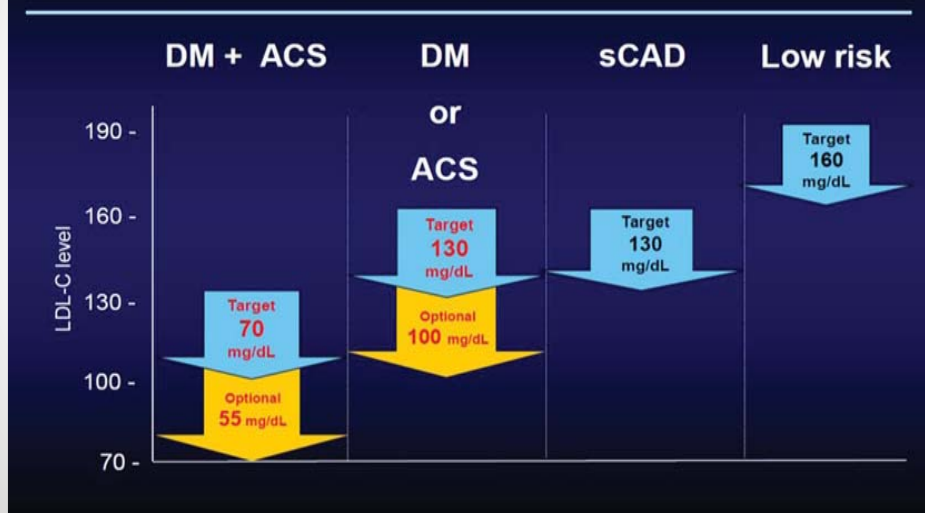 DM + ACS
DM
or
ACS
sCAD
Low risk
LDL-C level
190 -
160 -
130 -
100 -
70 -
Target
70
mg/dL
Optional
55 mg/dL
Target
130
mg/dL
Optional
100 mg/dL
Target
130
mg/dL
Target
160
mg/dL